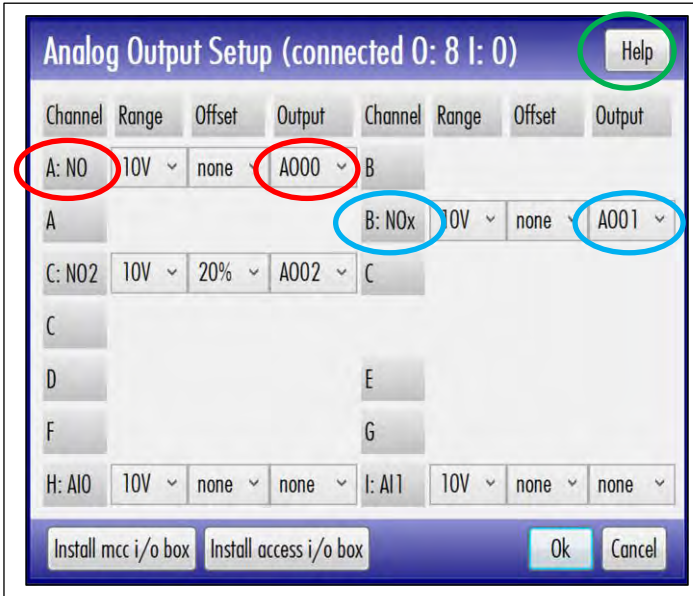 Analog Output Setup (connected O: 8 I: 0) Help
Channel Range Offset Output Channel Range Offset Output
A: NO 10V none AO00 B
A B: NOx 10V none AO01
C: NO2 10V 20% AO02 C
C
D E
F G
H: AI0 10V none none I: AI1 10V none none
Install mcc i/o box Install access i/o box Ok Cancel